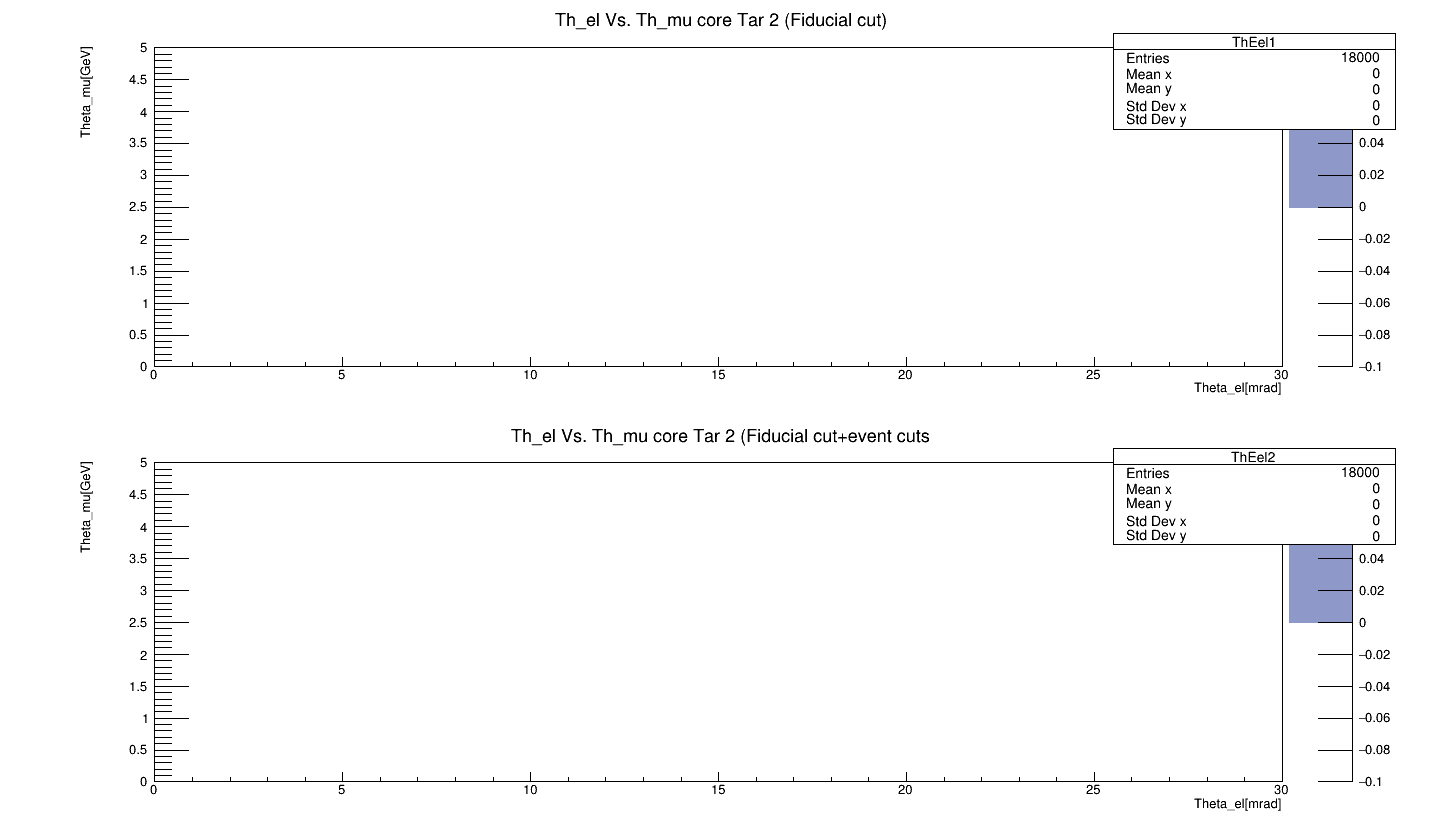 Th_el Vs. Th_mu core Tar 2 (Fiducial cut)
Theta_mu[GeV]
5
4.5
4
3.5
3
2.5
2
1.5
1
0.5
0
0 5 10 15 20 25 30
Theta_el[mrad]
ThEel1
Entries 18000
Mean x 0
Mean y 0
Std Dev x 0
Std Dev y 0
0.04
0.02
0
−0.02
−0.04
−0.06
−0.08
−0.1
Th_el Vs. Th_mu core Tar 2 (Fiducial cut+event cuts
Theta_mu[GeV]
5
4.5
4
3.5
3
2.5
2
1.5
1
0.5
0
0 5 10 15 20 25 30
Theta_el[mrad]
ThEel2
Entries 18000
Mean x 0
Mean y 0
Std Dev x 0
Std Dev y 0
0.04
0.02
0
−0.02
−0.04
−0.06
−0.08
−0.1